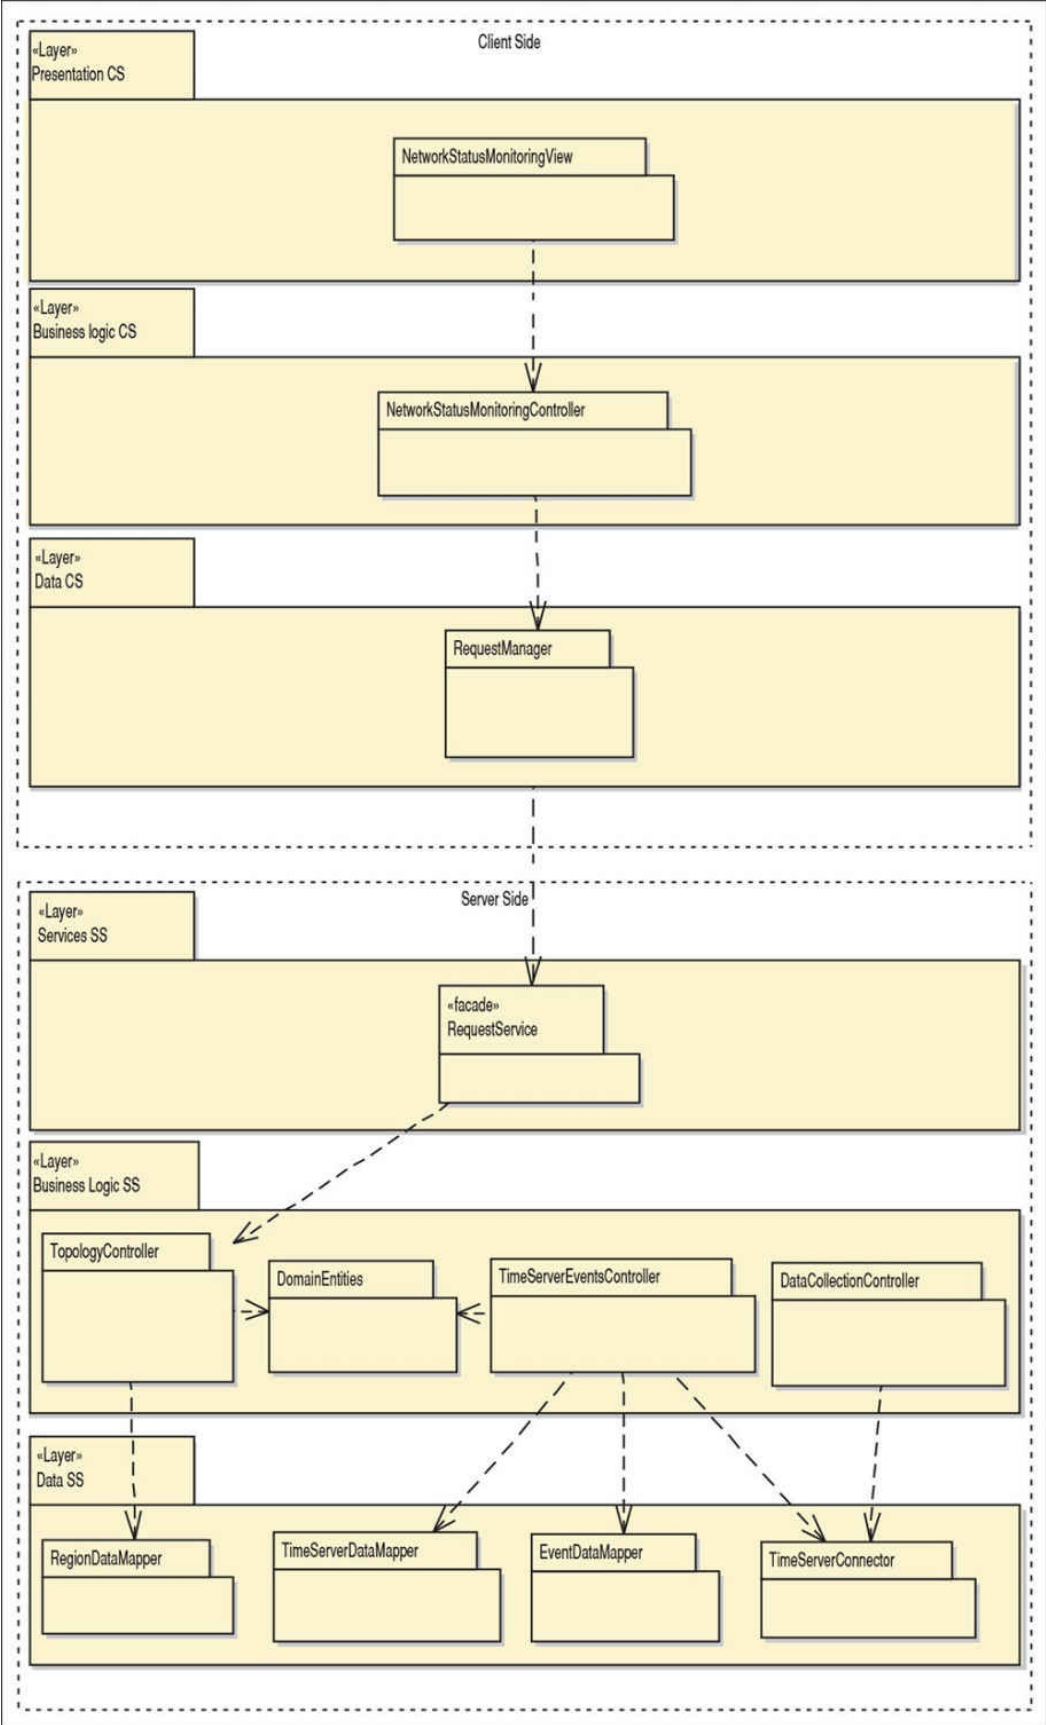 Client Side
«Layer»
Presentation CS
NetworkStatusMonitoringView
«Layer»
Business logic CS
NetworkStatusMonitoringController
«Layer»
Data CS
RequestManager
Server Side
«Layer»
Services SS
«facade»
RequestService
«Layer»
Business Logic SS
TopologyController
DomainEntities
TimeServerEventsController
DataCollectionController
«Layer»
Data SS
RegionDataMapper
TimeServerDataMapper
EventDataMapper
TimeServerConnector